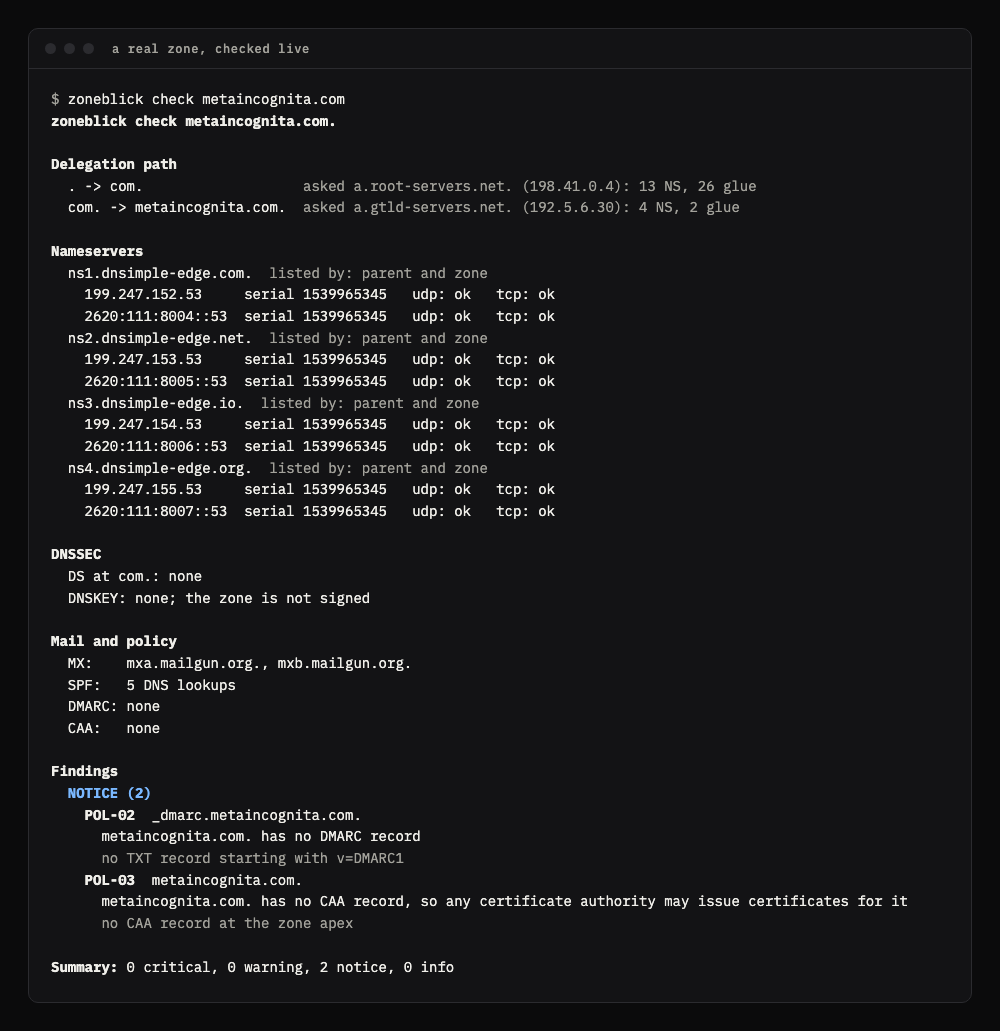 a real zone, checked live
$ zoneblick check metaincognita.com
zoneblick check metaincognita.com.
Delegation path
. -> com. asked a.root-servers.net. (198.41.0.4): 13 NS, 26 glue
com. -> metaincognita.com. asked a.gtld-servers.net. (192.5.6.30): 4 NS, 2 glue
Nameservers
ns1.dnsimple-edge.com. listed by: parent and zone
199.247.152.53 serial 1539965345 udp: ok tcp: ok
2620:111:8004::53 serial 1539965345 udp: ok tcp: ok
ns2.dnsimple-edge.net. listed by: parent and zone
199.247.153.53 serial 1539965345 udp: ok tcp: ok
2620:111:8005::53 serial 1539965345 udp: ok tcp: ok
ns3.dnsimple-edge.io. listed by: parent and zone
199.247.154.53 serial 1539965345 udp: ok tcp: ok
2620:111:8006::53 serial 1539965345 udp: ok tcp: ok
ns4.dnsimple-edge.org. listed by: parent and zone
199.247.155.53 serial 1539965345 udp: ok tcp: ok
2620:111:8007::53 serial 1539965345 udp: ok tcp: ok
DNSSEC
DS at com.: none
DNSKEY: none; the zone is not signed
Mail and policy
MX: mxa.mailgun.org., mxb.mailgun.org.
SPF: 5 DNS lookups
DMARC: none
CAA: none
Findings
NOTICE (2)
POL-02 _dmarc.metaincognita.com.
metaincognita.com. has no DMARC record
no TXT record starting with v=DMARC1
POL-03 metaincognita.com.
metaincognita.com. has no CAA record, so any certificate authority may issue certificates for it
no CAA record at the zone apex
Summary: 0 critical, 0 warning, 2 notice, 0 info